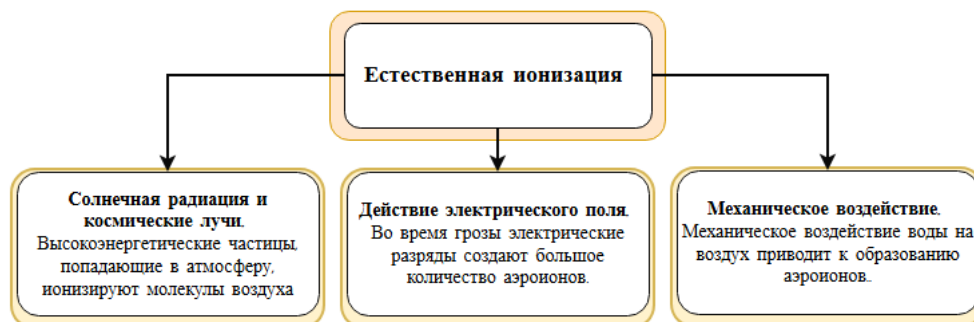 Естественная ионизация
Солнечная радиация и
космические лучи.
Высокоэнергетические частицы,
попадающие в атмосферу,
ионизируют молекулы воздуха
Действие электрического поля.
Во время грозы электрические
разряды создают большое
количество аэроионов.
Механическое воздействие.
Механическое воздействие воды на
воздух приводит к образованию
аэроионов..